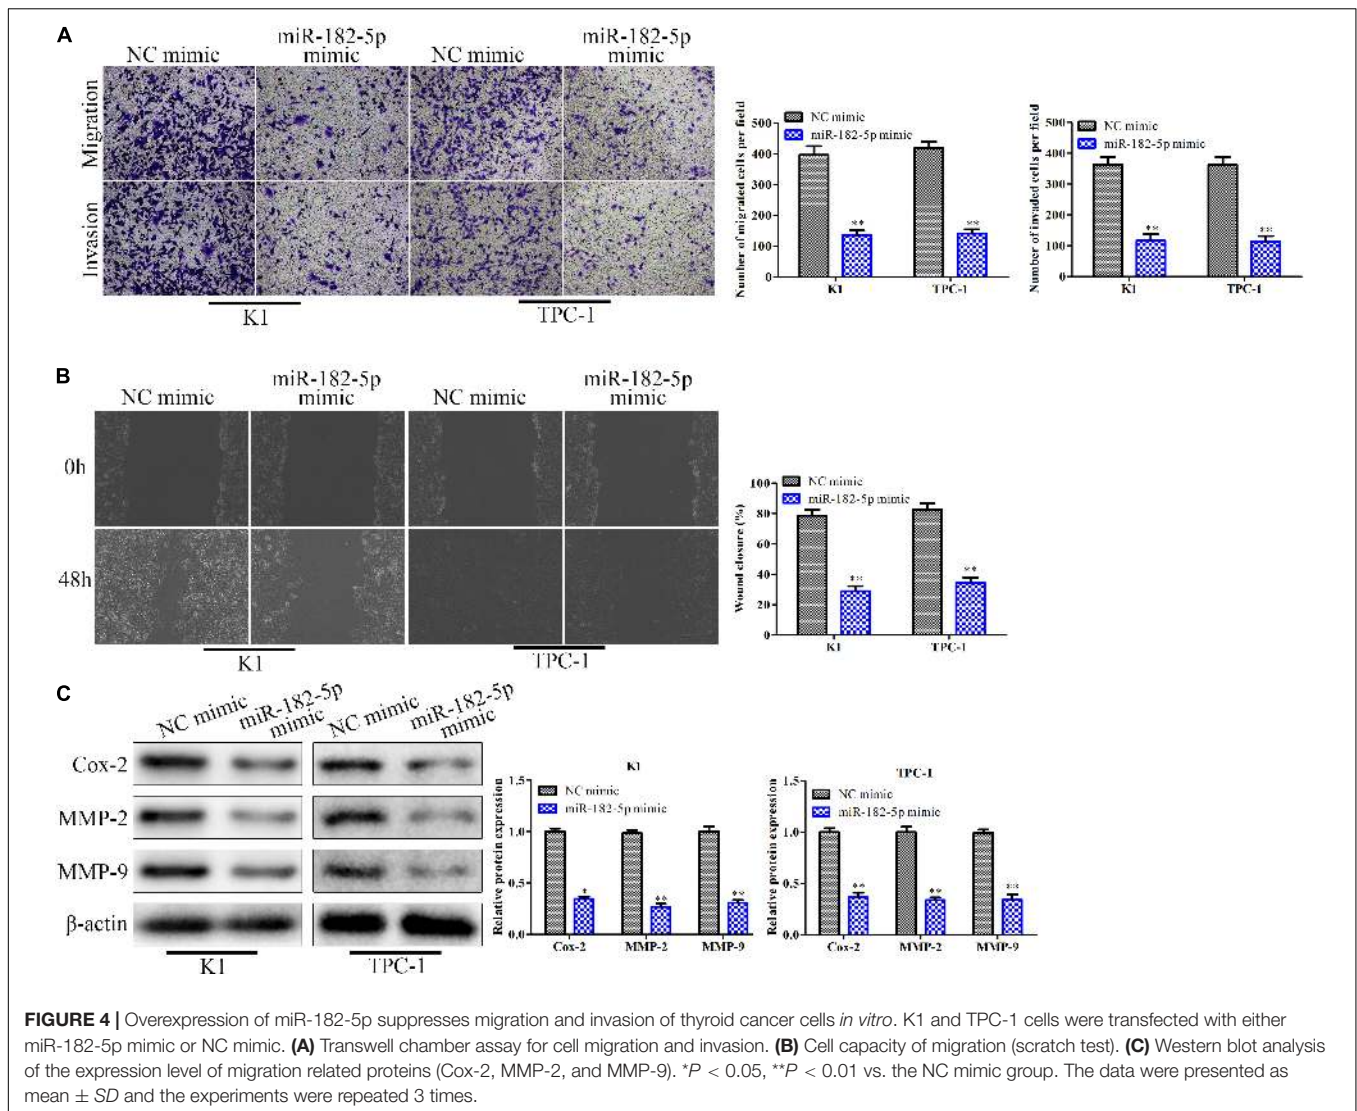 A
NC mimic
miR-182-5p
mimic
NC mimic
miR-182-5p
mimic
Migration
Invasion
K1
TPC-1
Number of migrated cells per field
500
400
300
200
100
0
NC mimic
miR-182-5p mimic
**
**
K1
TPC-1
Number of invaded cells per field
500
400
300
200
100
0
NC mimic
miR-182-5p mimic
**
**
K1
TPC-1
B
NC mimic
miR-182-5p
mimic
NC mimic
miR-182-5p
mimic
0h
48h
K1
TPC-1
Wound closure (%)
100
80
60
40
20
0
NC mimic
miR-182-5p mimic
**
**
K1
TPC-1
C
NC mimic
miR-182-5p
mimic
NC mimic
miR-182-5p
mimic
Cox-2
MMP-2
MMP-9
β-actin
K1
TPC-1
K1
Relative protein expression
1.5
1.0
0.5
0.0
NC mimic
miR-182-5p mimic
*
**
**
Cox-2
MMP-2
MMP-9
TPC-1
Relative protein expression
1.5
1.0
0.5
0.0
NC mimic
miR-182-5p mimic
**
**
**
Cox-2
MMP-2
MMP-9
FIGURE 4 | Overexpression of miR-182-5p suppresses migration and invasion of thyroid cancer cells in vitro. K1 and TPC-1 cells were transfected with either
miR-182-5p mimic or NC mimic. (A) Transwell chamber assay for cell migration and invasion. (B) Cell capacity of migration (scratch test). (C) Western blot analysis
of the expression level of migration related proteins (Cox-2, MMP-2, and MMP-9). *P < 0.05, **P < 0.01 vs. the NC mimic group. The data were presented as
mean ± SD and the experiments were repeated 3 times.